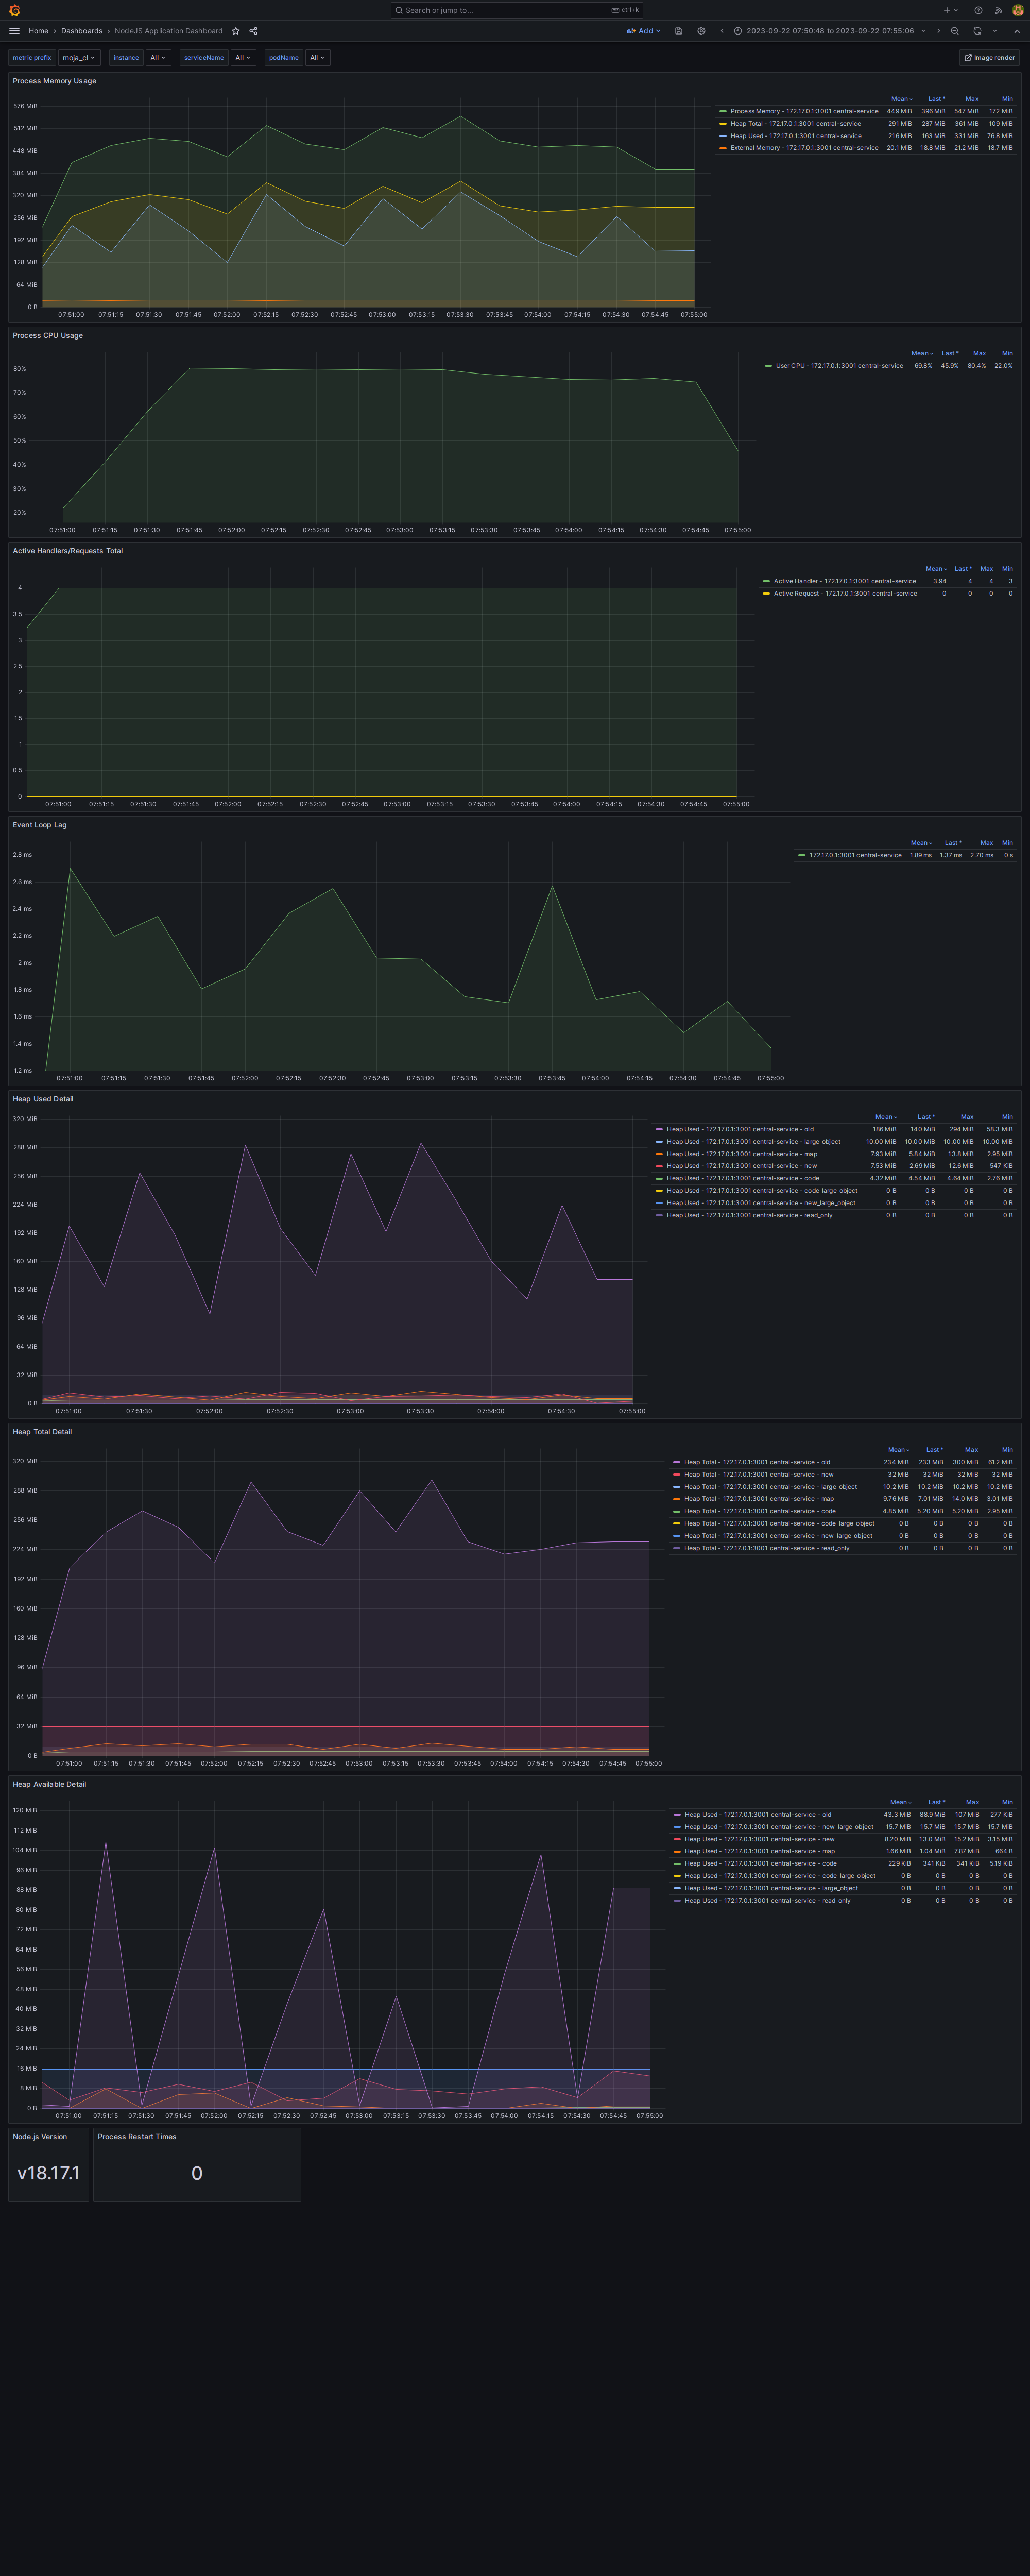 Search or jump to...
ctrl+k
Home > Dashboards > NodeJS Application Dashboard
Add
2023-09-22 07:50:48 to 2023-09-22 07:55:06
metric prefix moja_cl instance All serviceName All podName All
Image render
Process Memory Usage
576 MiB
512 MiB
448 MiB
384 MiB
320 MiB
256 MiB
192 MiB
128 MiB
64 MiB
0 B
07:51:00 07:51:15 07:51:30 07:51:45 07:52:00 07:52:15 07:52:30 07:52:45 07:53:00 07:53:15 07:53:30 07:53:45 07:54:00 07:54:15 07:54:30 07:54:45 07:55:00
Mean Last * Max Min
Process Memory - 172.17.0.1:3001 central-service 449 MiB 396 MiB 547 MiB 172 MiB
Heap Total - 172.17.0.1:3001 central-service 291 MiB 287 MiB 361 MiB 109 MiB
Heap Used - 172.17.0.1:3001 central-service 216 MiB 163 MiB 331 MiB 76.8 MiB
External Memory - 172.17.0.1:3001 central-service 20.1 MiB 18.8 MiB 21.2 MiB 18.7 MiB
Process CPU Usage
80%
70%
60%
50%
40%
30%
20%
07:51:00 07:51:15 07:51:30 07:51:45 07:52:00 07:52:15 07:52:30 07:52:45 07:53:00 07:53:15 07:53:30 07:53:45 07:54:00 07:54:15 07:54:30 07:54:45 07:55:00
Mean Last * Max Min
User CPU - 172.17.0.1:3001 central-service 69.8% 45.9% 80.4% 22.0%
Active Handlers/Requests Total
4
3.5
3
2.5
2
1.5
1
0.5
0
07:51:00 07:51:15 07:51:30 07:51:45 07:52:00 07:52:15 07:52:30 07:52:45 07:53:00 07:53:15 07:53:30 07:53:45 07:54:00 07:54:15 07:54:30 07:54:45 07:55:00
Mean Last * Max Min
Active Handler - 172.17.0.1:3001 central-service 3.94 4 4 3
Active Request - 172.17.0.1:3001 central-service 0 0 0 0
Event Loop Lag
2.8 ms
2.6 ms
2.4 ms
2.2 ms
2 ms
1.8 ms
1.6 ms
1.4 ms
1.2 ms
07:51:00 07:51:15 07:51:30 07:51:45 07:52:00 07:52:15 07:52:30 07:52:45 07:53:00 07:53:15 07:53:30 07:53:45 07:54:00 07:54:15 07:54:30 07:54:45 07:55:00
Mean Last * Max Min
172.17.0.1:3001 central-service 1.89 ms 1.37 ms 2.70 ms 0 s
Heap Used Detail
320 MiB
288 MiB
256 MiB
224 MiB
192 MiB
160 MiB
128 MiB
96 MiB
64 MiB
32 MiB
0 B
07:51:00 07:51:30 07:52:00 07:52:30 07:53:00 07:53:30 07:54:00 07:54:30 07:55:00
Mean Last * Max Min
Heap Used - 172.17.0.1:3001 central-service - old 186 MiB 140 MiB 294 MiB 58.3 MiB
Heap Used - 172.17.0.1:3001 central-service - large_object 10.00 MiB 10.00 MiB 10.00 MiB 10.00 MiB
Heap Used - 172.17.0.1:3001 central-service - map 7.93 MiB 5.84 MiB 13.8 MiB 2.95 MiB
Heap Used - 172.17.0.1:3001 central-service - new 7.53 MiB 2.69 MiB 12.6 MiB 547 KiB
Heap Used - 172.17.0.1:3001 central-service - code 4.32 MiB 4.54 MiB 4.64 MiB 2.76 MiB
Heap Used - 172.17.0.1:3001 central-service - code_large_object 0 B 0 B 0 B 0 B
Heap Used - 172.17.0.1:3001 central-service - new_large_object 0 B 0 B 0 B 0 B
Heap Used - 172.17.0.1:3001 central-service - read_only 0 B 0 B 0 B 0 B
Heap Total Detail
320 MiB
288 MiB
256 MiB
224 MiB
192 MiB
160 MiB
128 MiB
96 MiB
64 MiB
32 MiB
0 B
07:51:00 07:51:15 07:51:30 07:51:45 07:52:00 07:52:15 07:52:30 07:52:45 07:53:00 07:53:15 07:53:30 07:53:45 07:54:00 07:54:15 07:54:30 07:54:45 07:55:00
Mean Last * Max Min
Heap Total - 172.17.0.1:3001 central-service - old 234 MiB 233 MiB 300 MiB 61.2 MiB
Heap Total - 172.17.0.1:3001 central-service - new 32 MiB 32 MiB 32 MiB 32 MiB
Heap Total - 172.17.0.1:3001 central-service - large_object 10.2 MiB 10.2 MiB 10.2 MiB 10.2 MiB
Heap Total - 172.17.0.1:3001 central-service - map 9.76 MiB 7.01 MiB 14.0 MiB 3.01 MiB
Heap Total - 172.17.0.1:3001 central-service - code 4.85 MiB 5.20 MiB 5.20 MiB 2.95 MiB
Heap Total - 172.17.0.1:3001 central-service - code_large_object 0 B 0 B 0 B 0 B
Heap Total - 172.17.0.1:3001 central-service - new_large_object 0 B 0 B 0 B 0 B
Heap Total - 172.17.0.1:3001 central-service - read_only 0 B 0 B 0 B 0 B
Heap Available Detail
120 MiB
112 MiB
104 MiB
96 MiB
88 MiB
80 MiB
72 MiB
64 MiB
56 MiB
48 MiB
40 MiB
32 MiB
24 MiB
16 MiB
8 MiB
0 B
07:51:00 07:51:15 07:51:30 07:51:45 07:52:00 07:52:15 07:52:30 07:52:45 07:53:00 07:53:15 07:53:30 07:53:45 07:54:00 07:54:15 07:54:30 07:54:45 07:55:00
Mean Last * Max Min
Heap Used - 172.17.0.1:3001 central-service - old 43.3 MiB 88.9 MiB 107 MiB 277 KiB
Heap Used - 172.17.0.1:3001 central-service - new_large_object 15.7 MiB 15.7 MiB 15.7 MiB 15.7 MiB
Heap Used - 172.17.0.1:3001 central-service - new 8.20 MiB 13.0 MiB 15.2 MiB 3.15 MiB
Heap Used - 172.17.0.1:3001 central-service - map 1.66 MiB 1.04 MiB 7.87 MiB 664 B
Heap Used - 172.17.0.1:3001 central-service - code 229 KiB 341 KiB 341 KiB 5.19 KiB
Heap Used - 172.17.0.1:3001 central-service - code_large_object 0 B 0 B 0 B 0 B
Heap Used - 172.17.0.1:3001 central-service - large_object 0 B 0 B 0 B 0 B
Heap Used - 172.17.0.1:3001 central-service - read_only 0 B 0 B 0 B 0 B
Node.js Version
v18.17.1
Process Restart Times
0